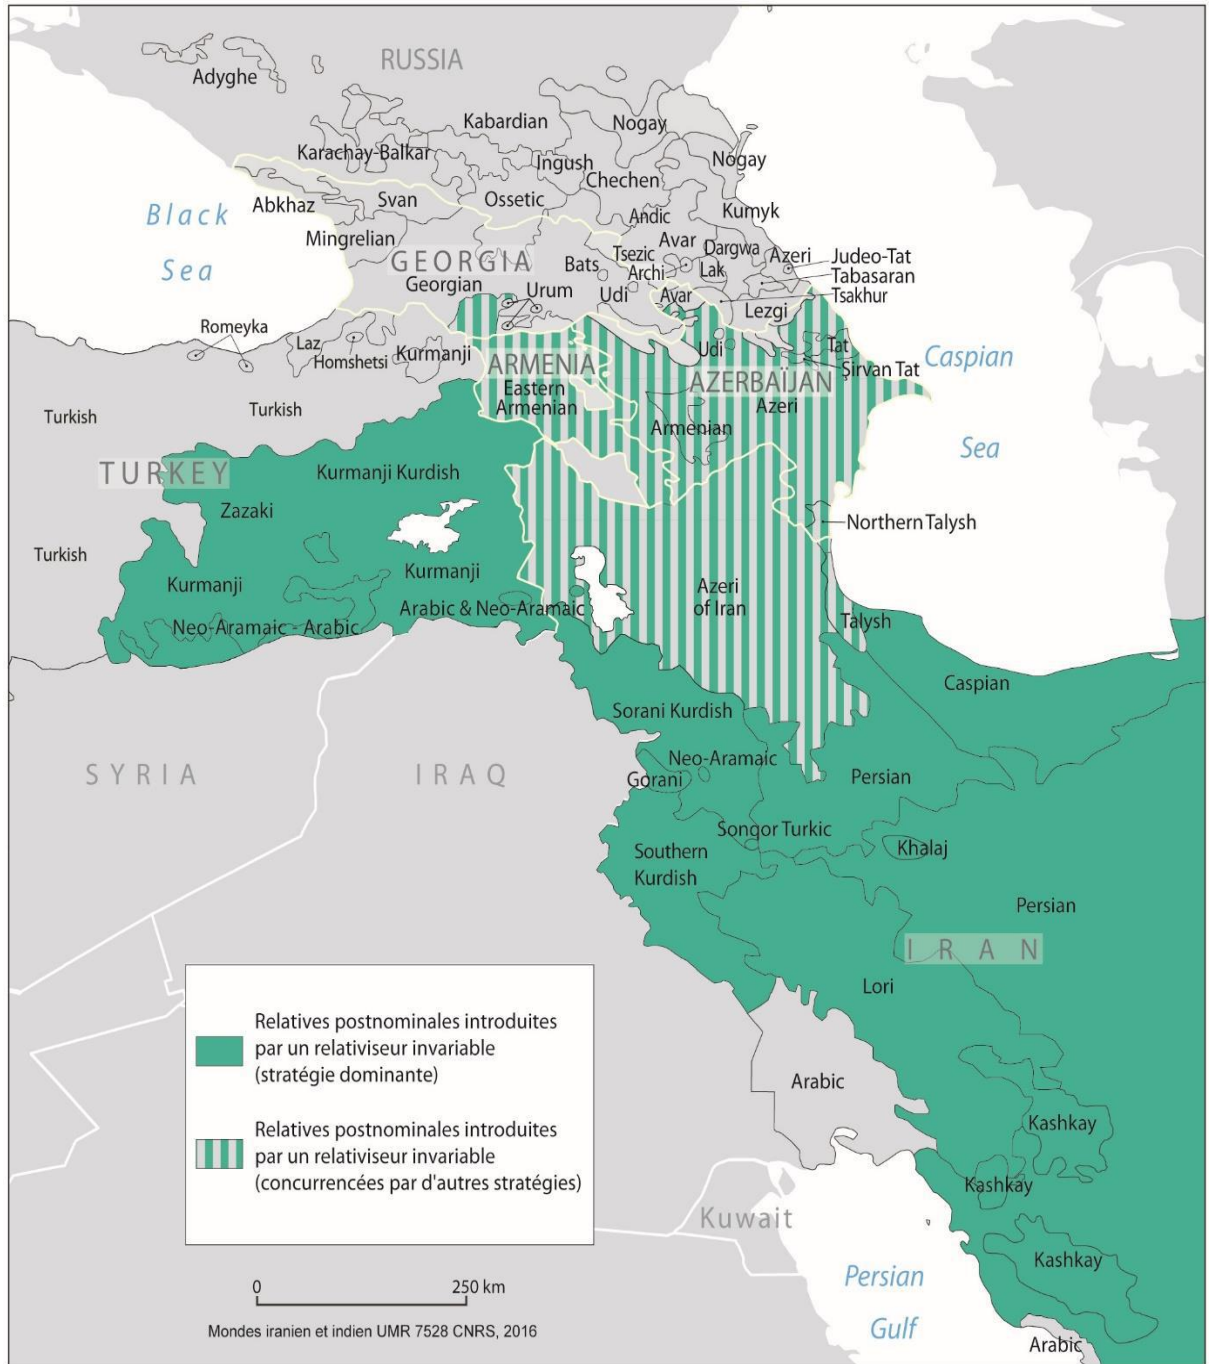 RUSSIA
Adyghe
Kabardian
Nogay
Karachay-Balkar
Ingush
Nogay
Chechen
Abkhaz
Svan
Ossetic
Black
Sea
Andic
Kumyk
Mingrelian
Avar
Dargwa
Tsezic
Azeri
Judeo-Tat
GEORGIA
Bats
Archi
Lak
Tabasaran
Georgian
Urum
Udi
Avar
Tsakhur
Lezgi
Romeyka
Laz
Homshetsi
Kurmanji
Udi
Tat
ARMENIA
Caspian
Sea
Şirvan Tat
AZERBAÏJAN
Eastern
Armenian
Azeri
Turkish
Turkish
Armenian
TURKEY
Kurmanji Kurdish
Zazaki
Northern Talysh
Turkish
Kurmanji
Kurmanji
Azeri
of Iran
Arabic & Neo-Aramaic
Neo-Aramaic - Arabic
Talysh
Caspian
Sorani Kurdish
SYRIA
IRAQ
Neo-Aramaic
Gorani
Persian
Songor Turkic
Khalaj
Southern
Kurdish
Persian
IRAN
Lori
Relatives postnominales introduites
par un relativiseur invariable
(stratégie dominante)
Relatives postnominales introduites
par un relativiseur invariable
(concurrencées par d'autres stratégies)
Arabic
Kashkay
Kashkay
Kuwait
Kashkay
Persian
Gulf
0 250 km
Mondes iranien et indien UMR 7528 CNRS, 2016
Arabic